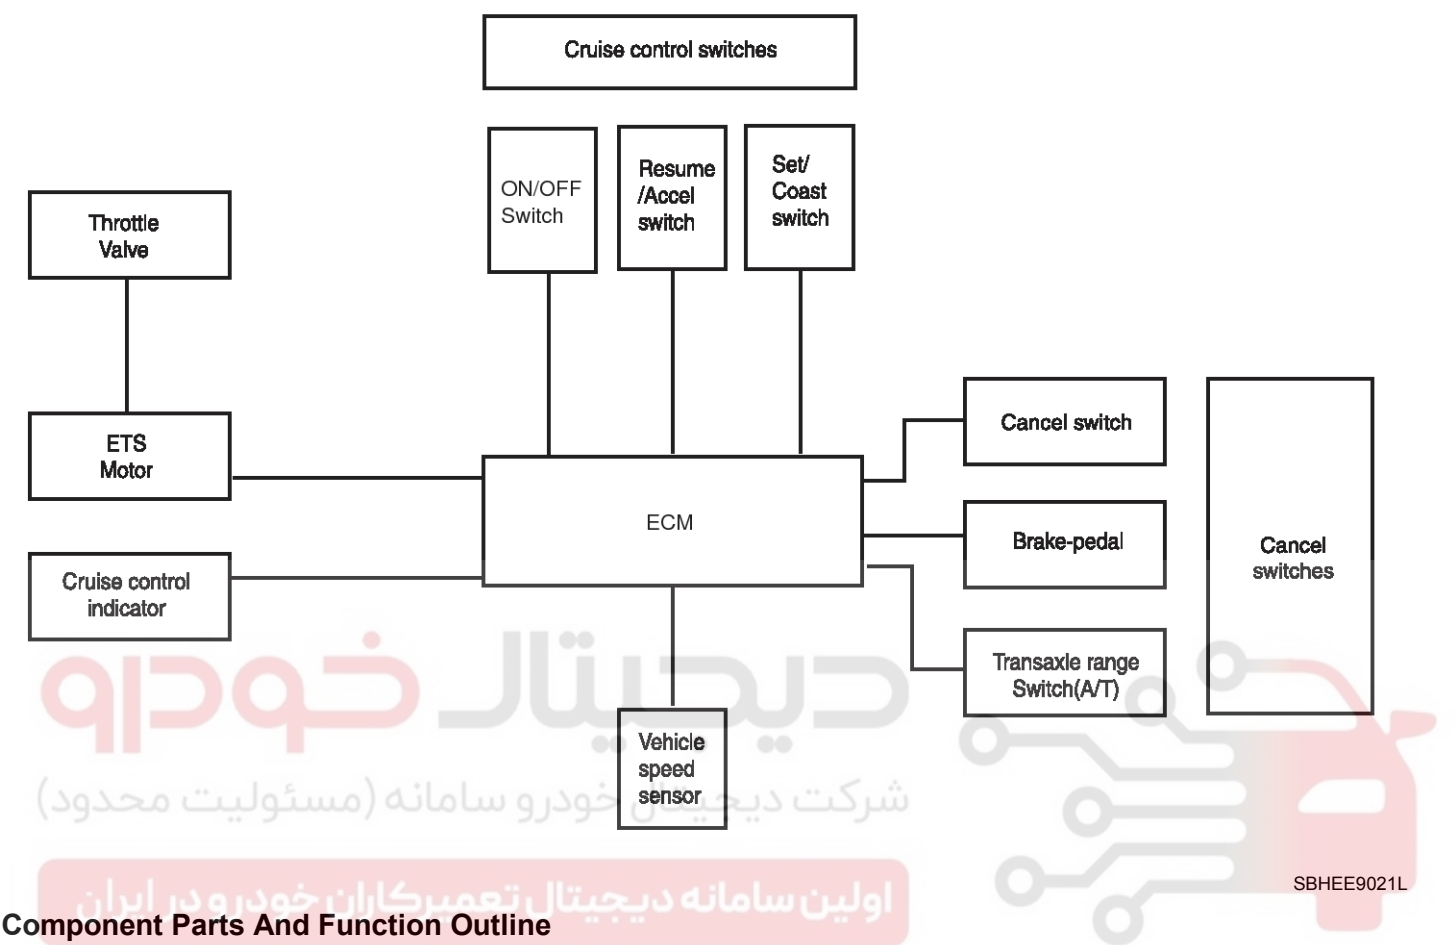 Cruise control switches
ON/OFF
Switch
Resume
/Accel
switch
Set/
Coast
switch
Throttle
Valve
ETS
Motor
Cruise control
indicator
ECM
Cancel switch
Brake-pedal
Transaxle range
Switch(A/T)
Cancel
switches
Vehicle
speed
sensor
دیجیتال خودرو
شرکت دیجیتال خودرو سامانه (مسئولیت محدود)
اولین سامانه دیجیتال تعمیرکاران خودرو در ایران
SBHEE9021L
Component Parts And Function Outline